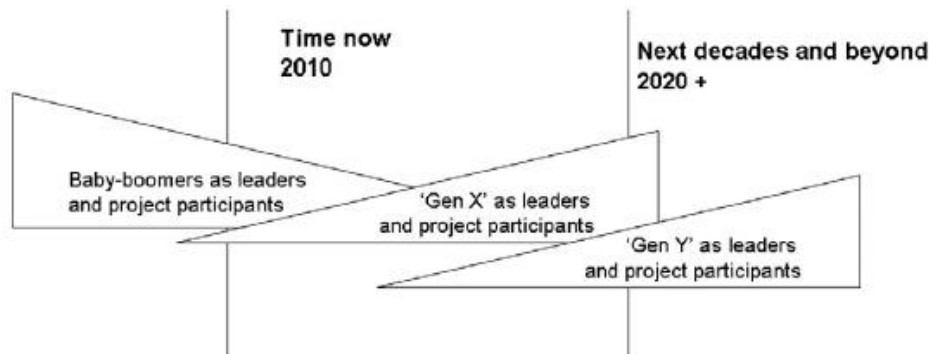 Time now
2010
Next decades and beyond
2020 +
Baby-boomers as leaders
and project participants
‘Gen X’ as leaders
and project participants
‘Gen Y’ as leaders
and project participants